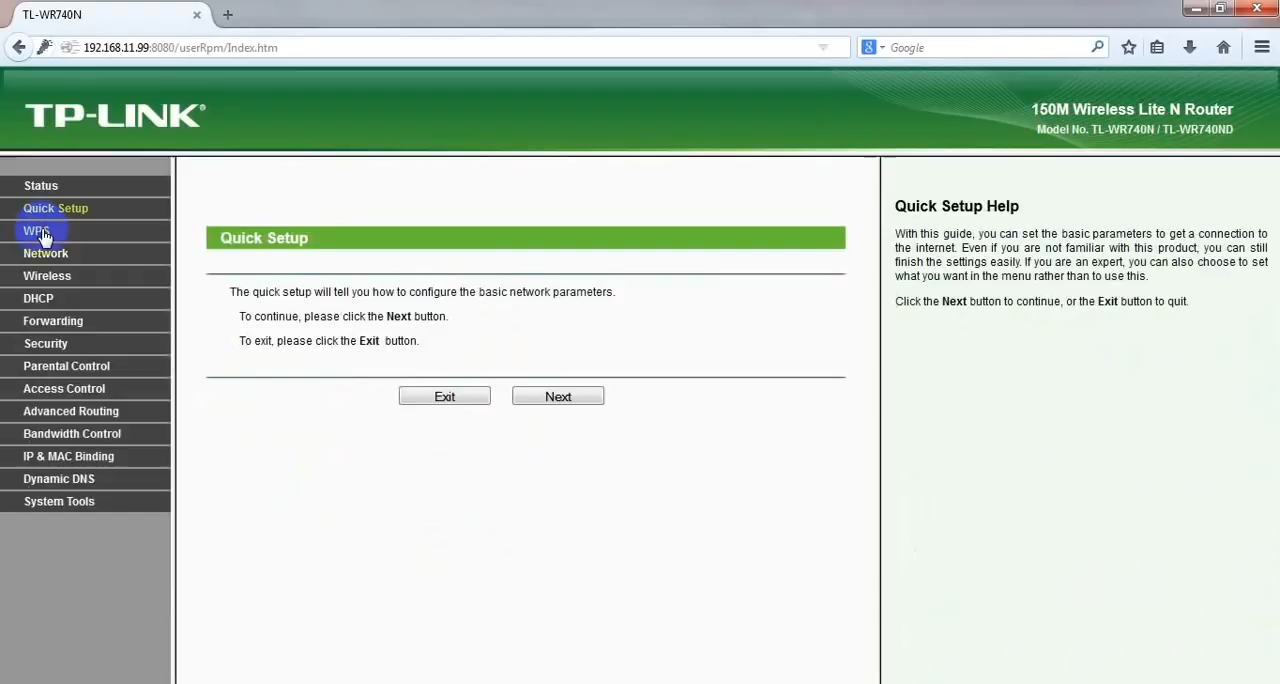 TL-WR740N
192.168.11.99:8080/userRpm/Index.htm
Google
TP-LINK®
150M Wireless Lite N Router
Model No. TL-WR740N / TL-WR740ND
Status
Quick Setup
WPS
Network
Wireless
DHCP
Forwarding
Security
Parental Control
Access Control
Advanced Routing
Bandwidth Control
IP & MAC Binding
Dynamic DNS
System Tools
Quick Setup
The quick setup will tell you how to configure the basic network parameters.
To continue, please click the Next button.
To exit, please click the Exit button.
Exit
Next
Quick Setup Help
With this guide, you can set the basic parameters to get a connection to
the internet. Even if you are not familiar with this product, you can still
finish the settings easily. If you are an expert, you can also choose to set
what you want in the menu rather than to use this.
Click the Next button to continue, or the Exit button to quit.